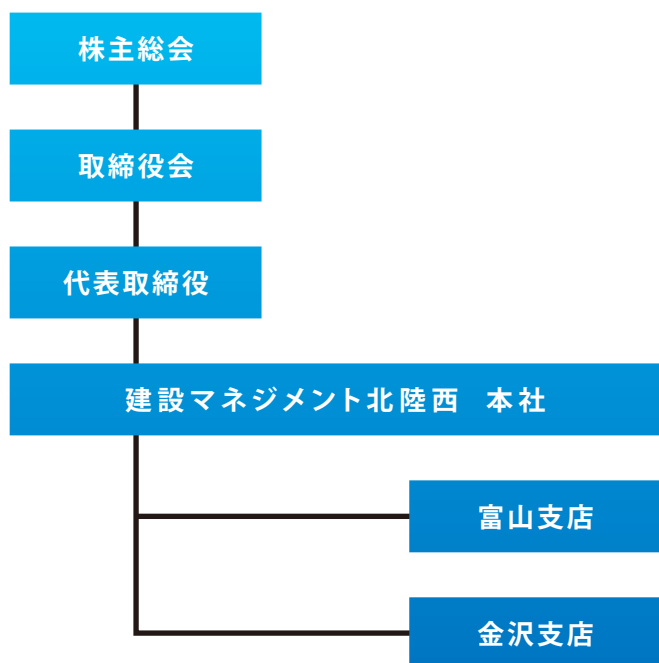 株主総会
取締役会
代表取締役
建設マネジメント北陸西　本社
富山支店
金沢支店